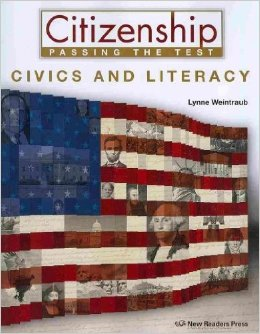 Citizenship
PASSING THE TEST
CIVICS AND LITERACY
Lynne Weintraub
New Readers Press